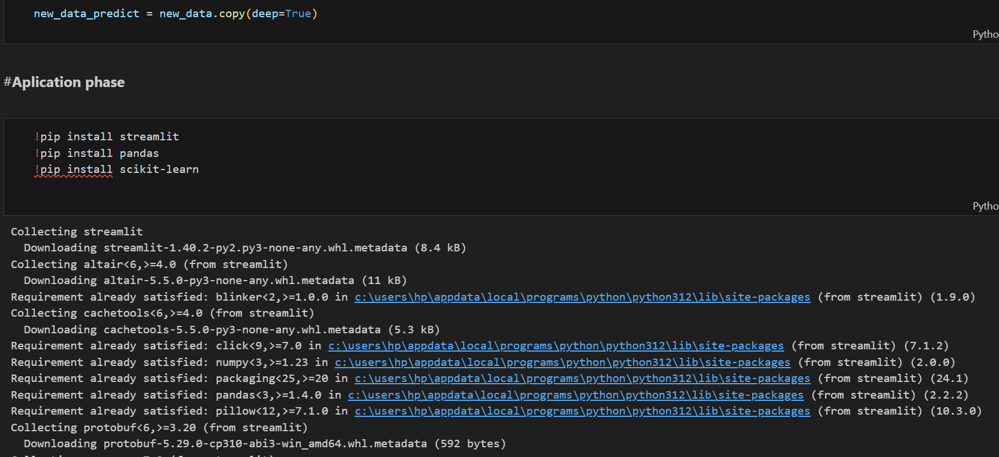 new_data_predict = new_data.copy(deep=True)
Pytho
#Aplication phase
!pip install streamlit
!pip install pandas
!pip install scikit-learn
Pytho
Collecting streamlit
  Downloading streamlit-1.40.2-py2.py3-none-any.whl.metadata (8.4 kB)
Collecting altair<6,>=4.0 (from streamlit)
  Downloading altair-5.5.0-py3-none-any.whl.metadata (11 kB)
Requirement already satisfied: blinker<2,>=1.0.0 in c:\users\hp\appdata\local\programs\python\python312\lib\site-packages (from streamlit) (1.9.0)
Collecting cachetools<6,>=4.0 (from streamlit)
  Downloading cachetools-5.5.0-py3-none-any.whl.metadata (5.3 kB)
Requirement already satisfied: click<9,>=7.0 in c:\users\hp\appdata\local\programs\python\python312\lib\site-packages (from streamlit) (7.1.2)
Requirement already satisfied: numpy<3,>=1.23 in c:\users\hp\appdata\local\programs\python\python312\lib\site-packages (from streamlit) (2.0.0)
Requirement already satisfied: packaging<25,>=20 in c:\users\hp\appdata\local\programs\python\python312\lib\site-packages (from streamlit) (24.1)
Requirement already satisfied: pandas<3,>=1.4.0 in c:\users\hp\appdata\local\programs\python\python312\lib\site-packages (from streamlit) (2.2.2)
Requirement already satisfied: pillow<12,>=7.1.0 in c:\users\hp\appdata\local\programs\python\python312\lib\site-packages (from streamlit) (10.3.0)
Collecting protobuf<6,>=3.20 (from streamlit)
  Downloading protobuf-5.29.0-cp310-abi3-win_amd64.whl.metadata (592 bytes)